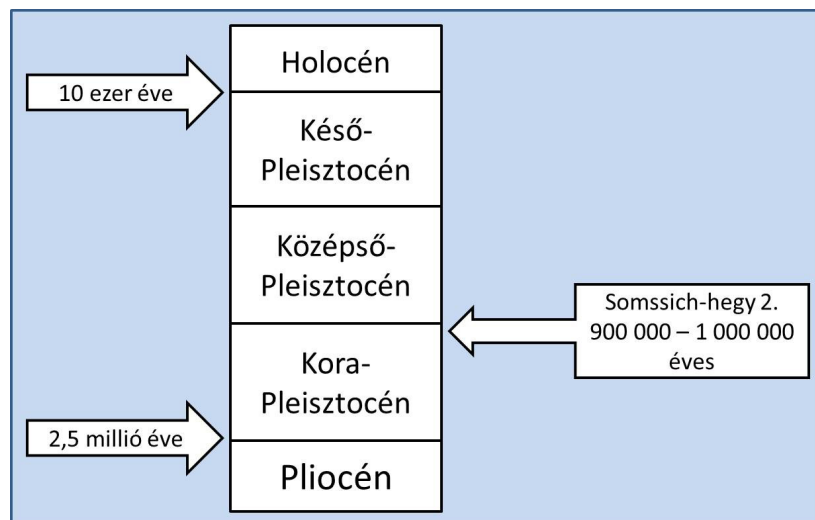 Holocén
10 ezer éve
Késő-
Pleisztocén
Középső-
Pleisztocén
Somssich-hegy 2.
900 000 – 1 000 000
éves
Kora-
Pleisztocén
2,5 millió éve
Pliocén